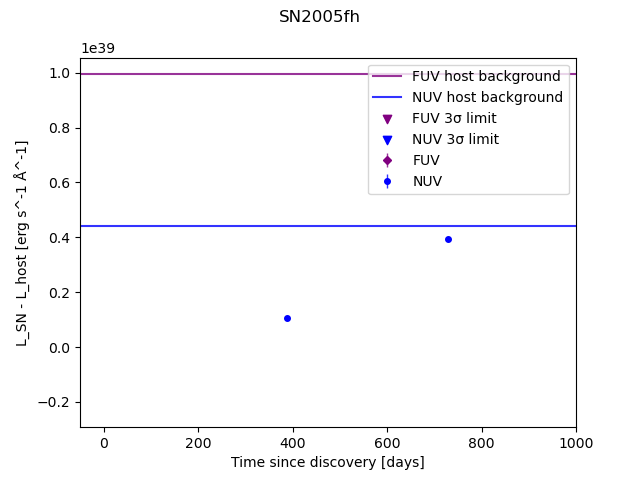 SN2005fh
1e39
1.0
0.8
0.6
0.4
0.2
0.0
−0.2
L_SN - L_host [erg s^-1 Å^-1]
FUV host background
NUV host background
FUV 3σ limit
NUV 3σ limit
FUV
NUV
0 200 400 600 800 1000
Time since discovery [days]